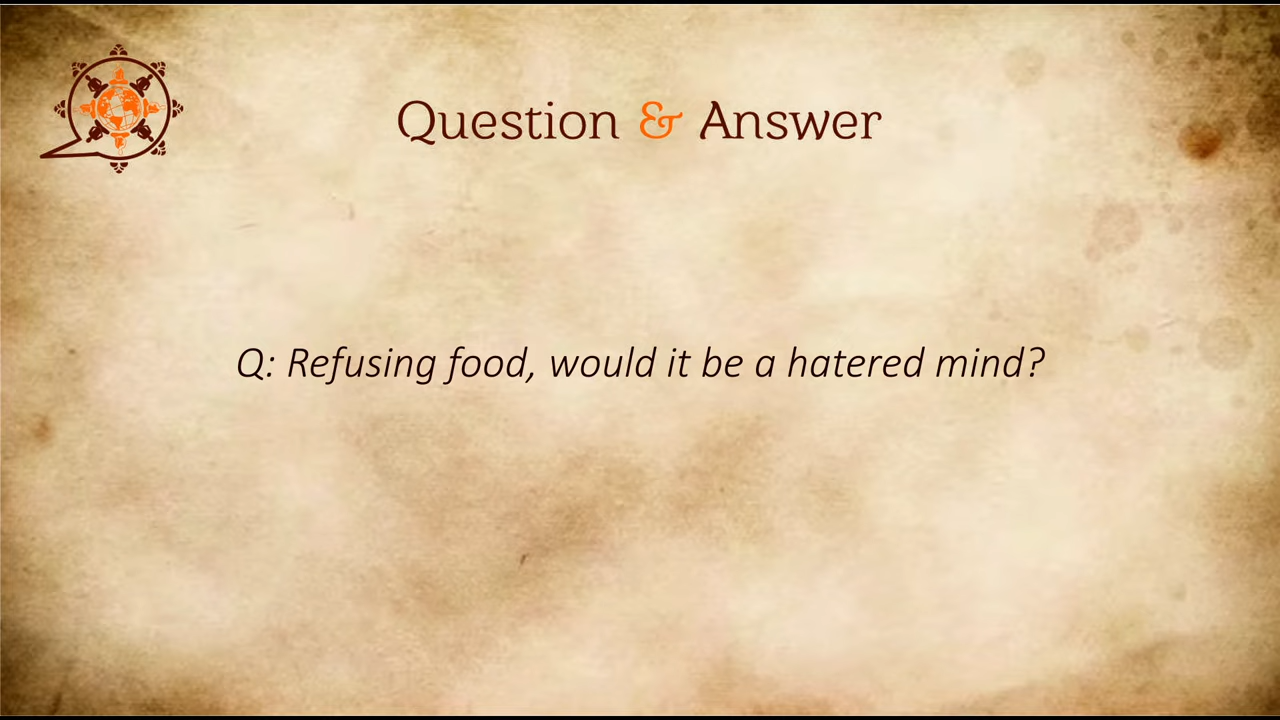 Question & Answer
Q: Refusing food, would it be a hatered mind?